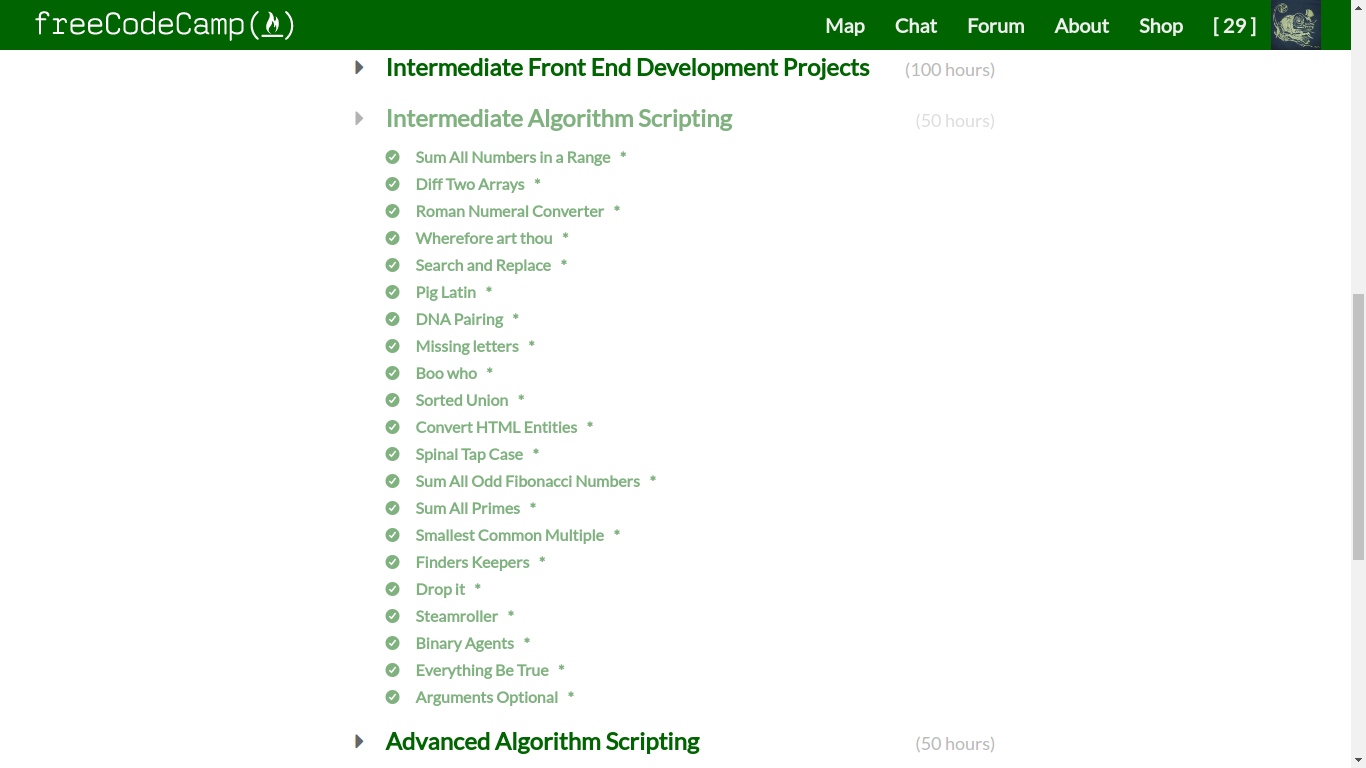 freeCodeCamp(🔥) Map Chat Forum About Shop [ 29 ]
Intermediate Front End Development Projects (100 hours)
Intermediate Algorithm Scripting (50 hours)
Sum All Numbers in a Range *
Diff Two Arrays *
Roman Numeral Converter *
Wherefore art thou *
Search and Replace *
Pig Latin *
DNA Pairing *
Missing letters *
Boo who *
Sorted Union *
Convert HTML Entities *
Spinal Tap Case *
Sum All Odd Fibonacci Numbers *
Sum All Primes *
Smallest Common Multiple *
Finders Keepers *
Drop it *
Steamroller *
Binary Agents *
Everything Be True *
Arguments Optional *
Advanced Algorithm Scripting (50 hours)